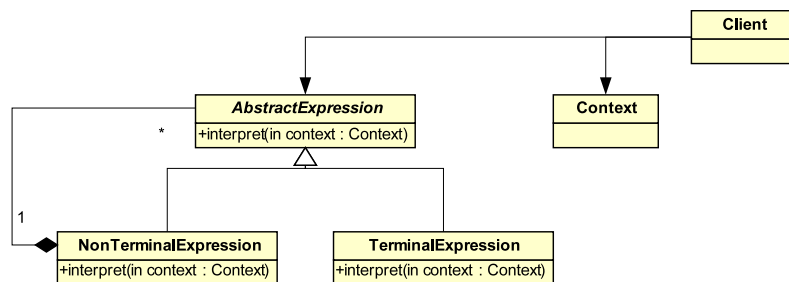 Client
AbstractExpression
+interpret(in context : Context)
Context
*
1
NonTerminalExpression
+interpret(in context : Context)
TerminalExpression
+interpret(in context : Context)